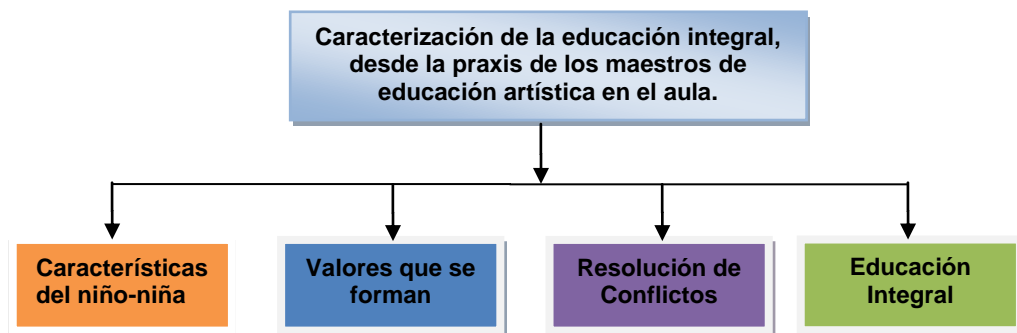 Caracterización de la educación integral,
desde la praxis de los maestros de
educación artística en el aula.
Características
del niño-niña
Valores que se
forman
Resolución de
Conflictos
Educación
Integral